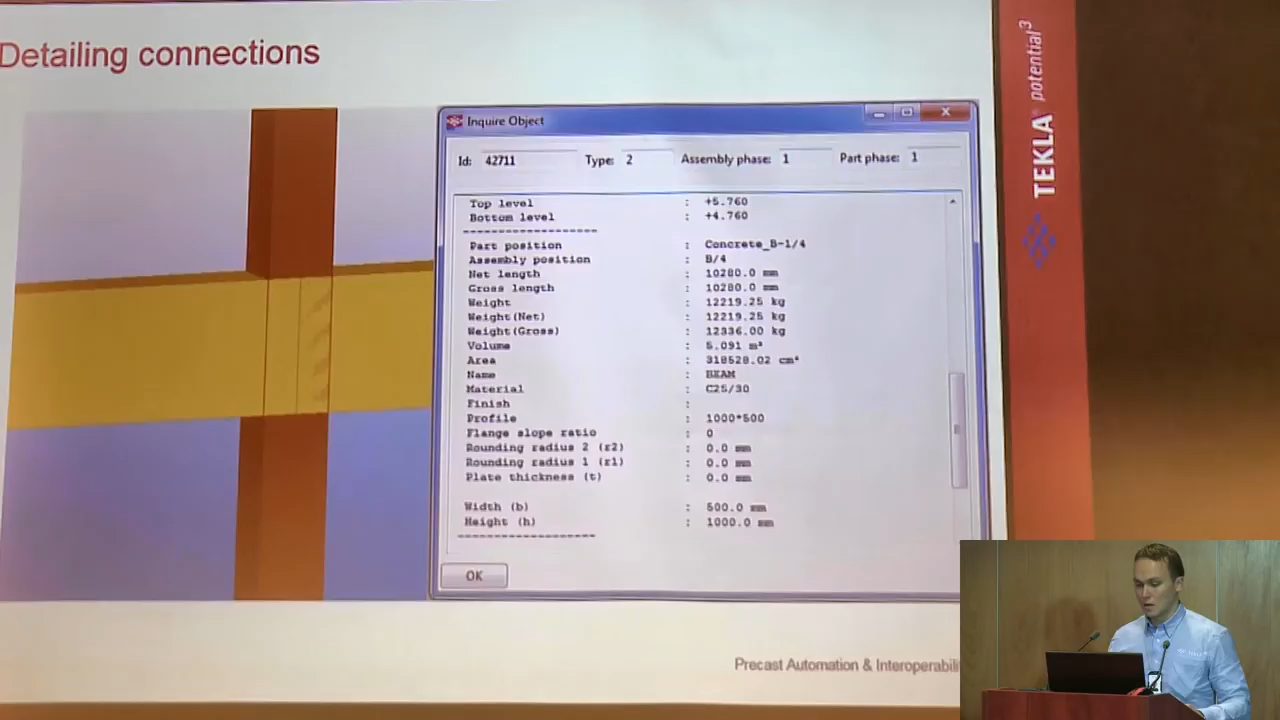 Detailing connections
Inquire Object
Id: 42711 Type: 2 Assembly phase: 1 Part phase: 1
Top level : +5.760
Bottom level : +4.760
-------------------
Part position : Concrete_B-1/4
Assembly position : B/4
Net length : 10280.0 mm
Gross length : 10280.0 mm
Weight : 12219.25 kg
Weight(Net) : 12219.25 kg
Weight(Gross) : 12336.00 kg
Volume : 5.091 m³
Area : 318528.02 cm²
Name : BEAM
Material : C25/30
Finish :
Profile : 1000*500
Flange slope ratio : 0
Rounding radius 2 (r2) : 0.0 mm
Rounding radius 1 (r1) : 0.0 mm
Plate thickness (t) : 0.0 mm
Width (b) : 500.0 mm
Height (h) : 1000.0 mm
-------------------
OK
Precast Automation & Interoperabili
TEKLA® potential³